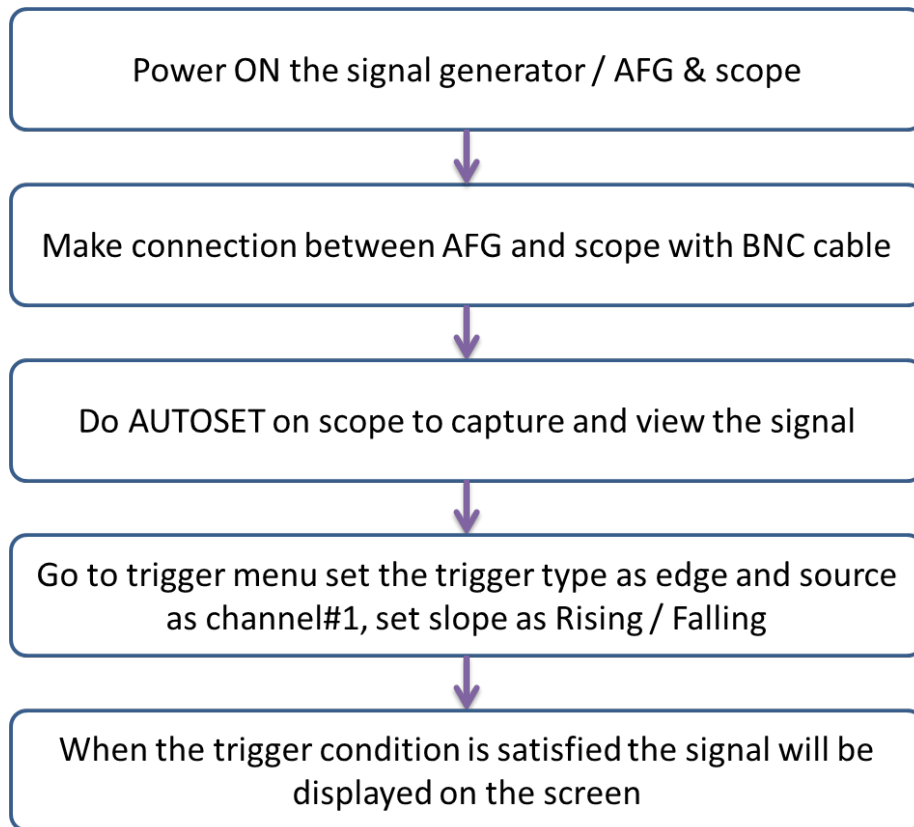 Power ON the signal generator / AFG & scope
Make connection between AFG and scope with BNC cable
Do AUTOSET on scope to capture and view the signal
Go to trigger menu set the trigger type as edge and source
as channel#1, set slope as Rising / Falling
When the trigger condition is satisfied the signal will be
displayed on the screen